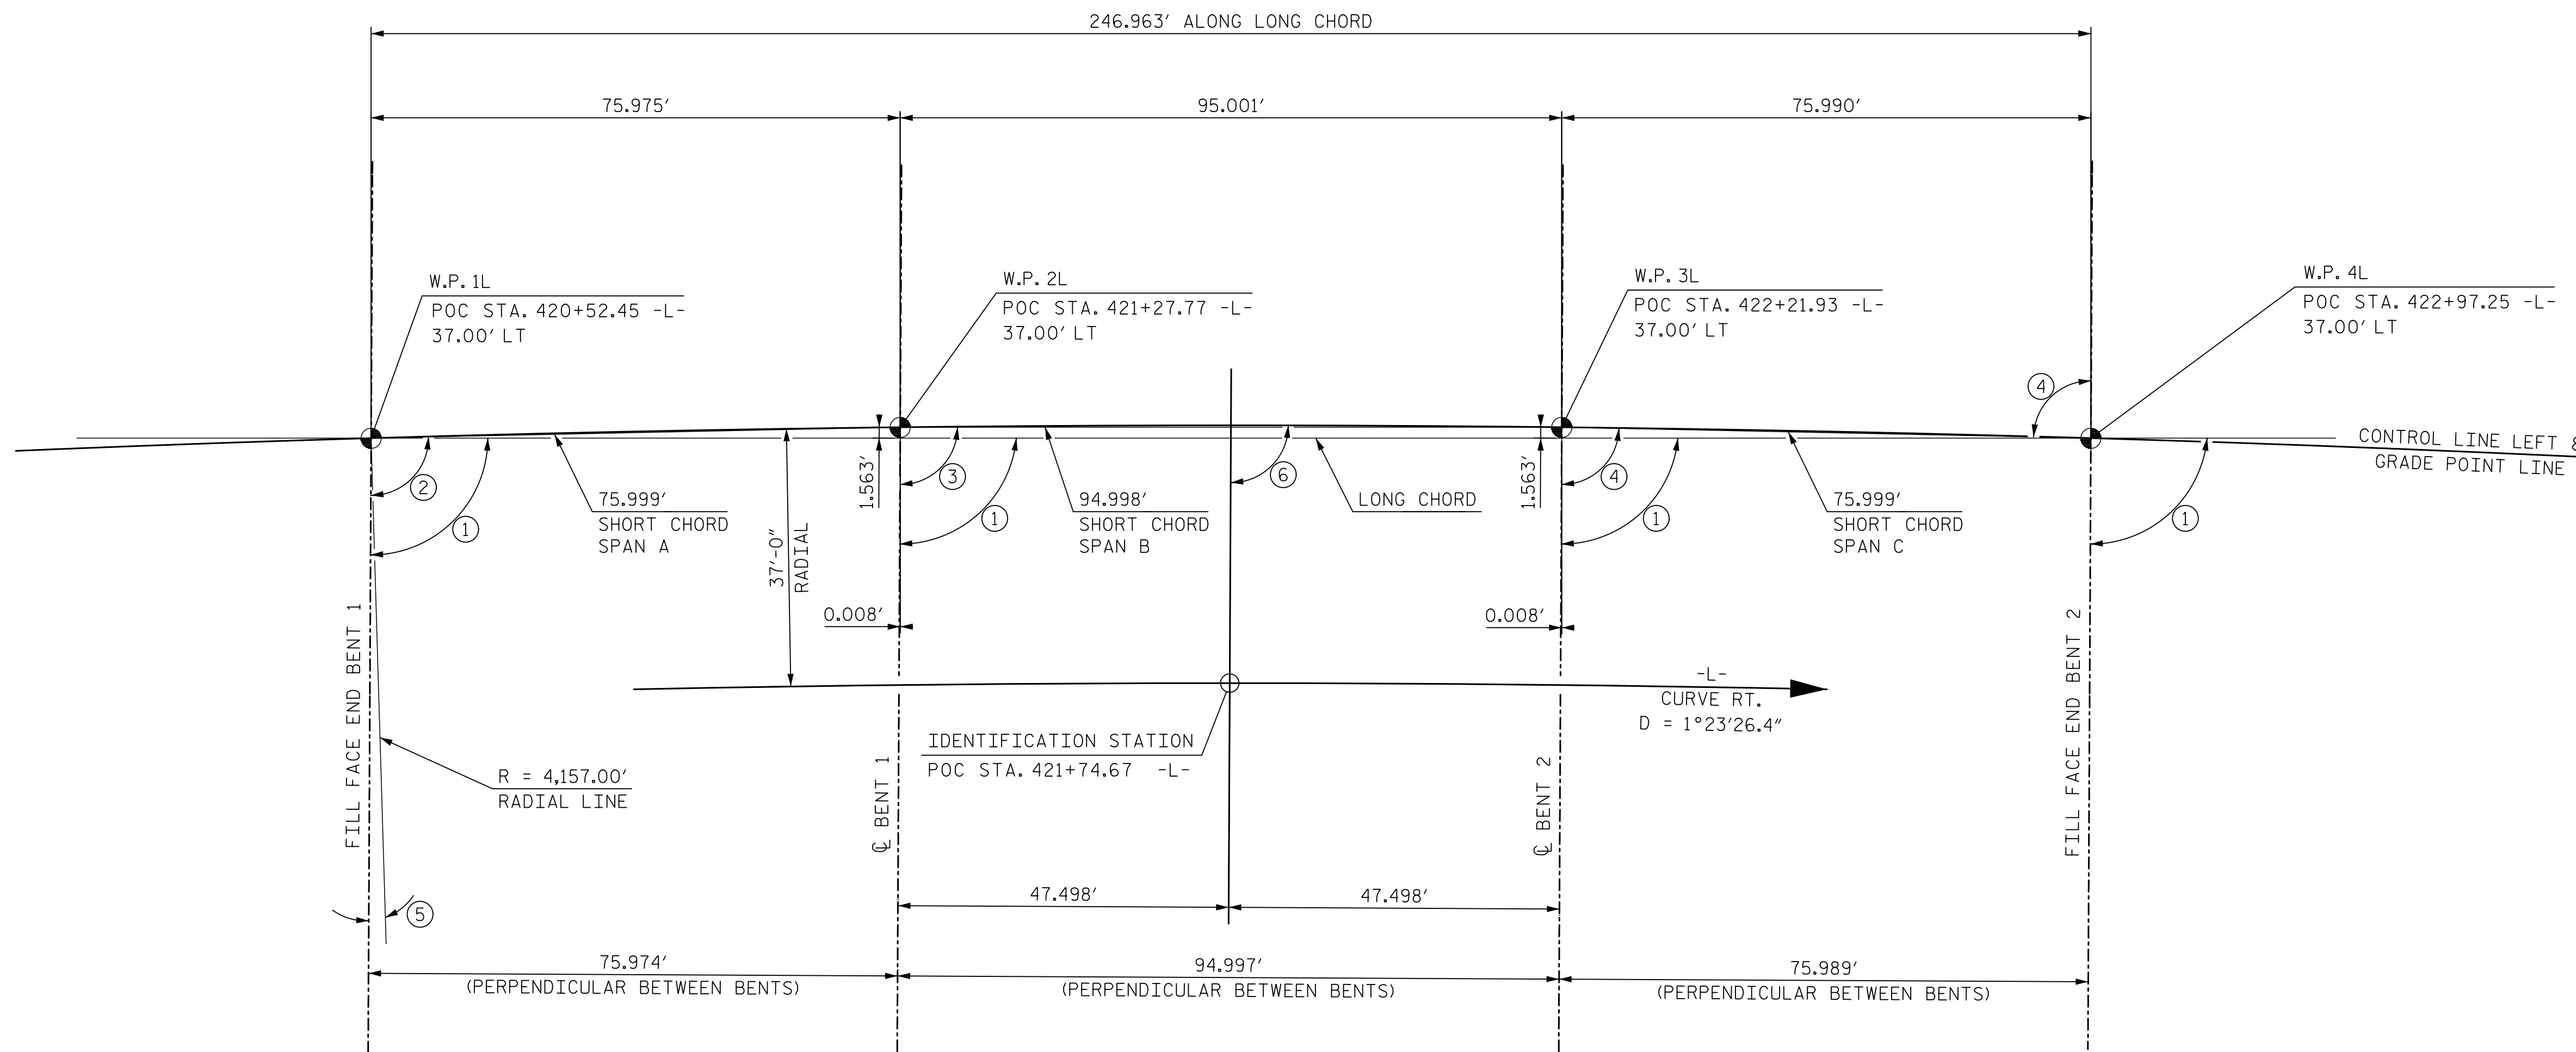 246.963' ALONG LONG CHORD
75.975'
95.001'
75.990'
W.P. 1L
POC STA. 420+52.45 -L-
37.00' LT
W.P. 2L
POC STA. 421+27.77 -L-
37.00' LT
W.P. 3L
POC STA. 422+21.93 -L-
37.00' LT
W.P. 4L
POC STA. 422+97.25 -L-
37.00' LT
4
CONTROL LINE LEFT &
GRADE POINT LINE
2
1
75.999'
SHORT CHORD
SPAN A
37'-0"
RADIAL
1.563'
3
1
94.998'
SHORT CHORD
SPAN B
6
LONG CHORD
1.563'
4
1
75.999'
SHORT CHORD
SPAN C
1
0.008'
0.008'
-L-
CURVE RT.
D = 1°23'26.4"
IDENTIFICATION STATION
POC STA. 421+74.67 -L-
R = 4,157.00'
RADIAL LINE
FILL FACE END BENT 1
℄ BENT 1
℄ BENT 2
FILL FACE END BENT 2
5
47.498'
47.498'
75.974'
(PERPENDICULAR BETWEEN BENTS)
94.997'
(PERPENDICULAR BETWEEN BENTS)
75.989'
(PERPENDICULAR BETWEEN BENTS)